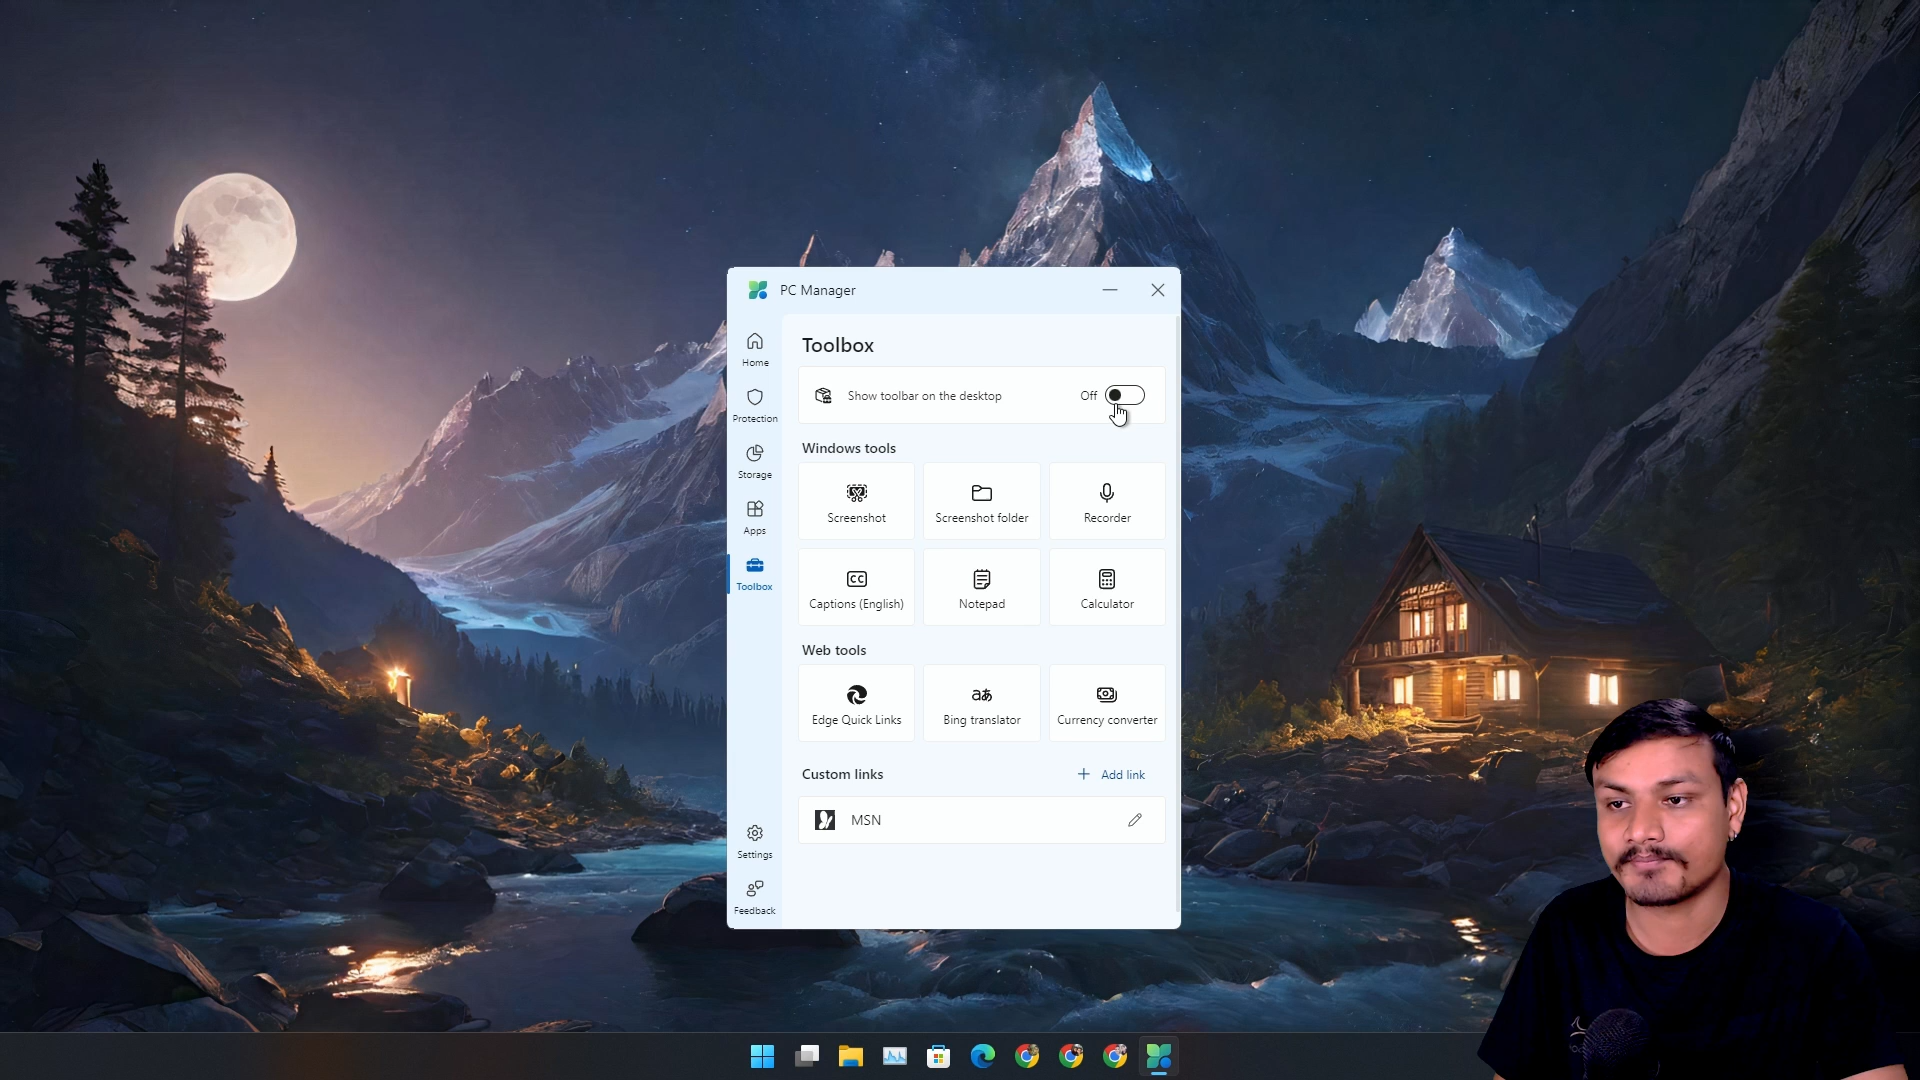 PC Manager
Home
Protection
Storage
Apps
Toolbox
Settings
Feedback
Toolbox
Show toolbar on the desktop Off
Windows tools
Screenshot Screenshot folder Recorder
CC
Captions (English) Notepad Calculator
Web tools
aあ
Edge Quick Links Bing translator Currency converter
Custom links + Add link
MSN